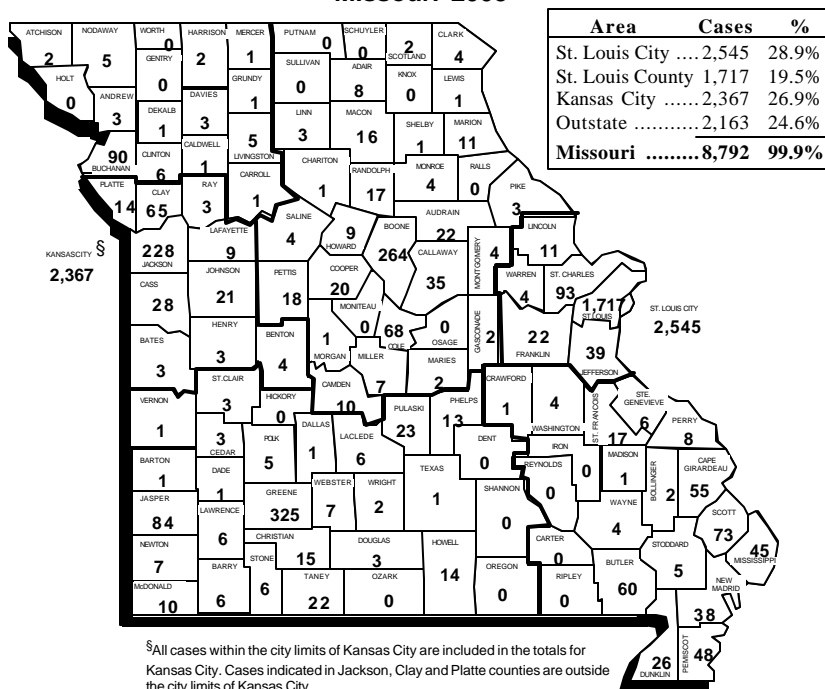 Area Cases %
St. Louis City .... 2,545 28.9%
St. Louis County 1,717 19.5%
Kansas City ...... 2,367 26.9%
Outstate .......... 2,163 24.6%
Missouri ......... 8,792 99.9%
ATCHISON 2
NODAWAY 5
WORTH 0
HARRISON 2
MERCER 1
PUTNAM 0
SCHUYLER 0
SCOTLAND 2
CLARK 4
HOLT 0
GENTRY 0
GRUNDY 1
SULLIVAN 0
ADAIR 8
KNOX 0
LEWIS 1
ANDREW 3
DEKALB 1
DAVIES 3
LIVINGSTON 5
LINN 3
MACON 16
SHELBY 1
MARION 11
BUCHANAN 90
CLINTON 6
CALDWELL 1
CHARITON 1
RANDOLPH 17
MONROE 4
RALLS 0
PIKE 3
PLATTE 14
CLAY 65
RAY 3
CARROLL 1
SALINE 4
HOWARD 9
BOONE 264
AUDRAIN 22
CALLAWAY 35
MONTGOMERY 4
LINCOLN 11
WARREN 4
ST. CHARLES 93
1,717 ST. LOUIS
ST. LOUIS CITY
2,545
KANSASCITY §
2,367
228 JACKSON
LAFAYETTE 9
CASS 28
JOHNSON 21
PETTIS 18
COOPER 20
MONITEAU 0
68 COLE
0 OSAGE
GASCONADE 2
22 FRANKLIN
39 JEFFERSON
BATES 3
HENRY 3
BENTON 4
1 MORGAN
MILLER 7
MARIES 2
VERNON 1
ST.CLAIR 3
HICKORY 0
CAMDEN 10
PULASKI 23
PHELPS 13
CRAWFORD 1
4 WASHINGTON
ST. FRANCOIS 17
STE. GENEVIEVE 6
PERRY 8
3 CEDAR
POLK 5
DALLAS 1
LACLEDE 6
DENT 0
IRON 0
REYNOLDS 0
MADISON 1
BOLLINGER 2
CAPE GIRARDEAU 55
BARTON 1
DADE 1
GREENE 325
WEBSTER 7
WRIGHT 2
TEXAS 1
SHANNON 0
WAYNE 4
SCOTT 73
45 MISSISSIPPI
JASPER 84
LAWRENCE 6
CHRISTIAN 15
DOUGLAS 3
HOWELL 14
CARTER 0
BUTLER 60
STODDARD 5
NEW MADRID 38
NEWTON 7
BARRY 6
STONE 6
TANEY 22
OZARK 0
OREGON 0
RIPLEY 0
McDONALD 10
26 DUNKLIN
PEMISCOT 48
§All cases within the city limits of Kansas City are included in the totals for
Kansas City. Cases indicated in Jackson, Clay and Platte counties are outside
the city limits of Kansas City